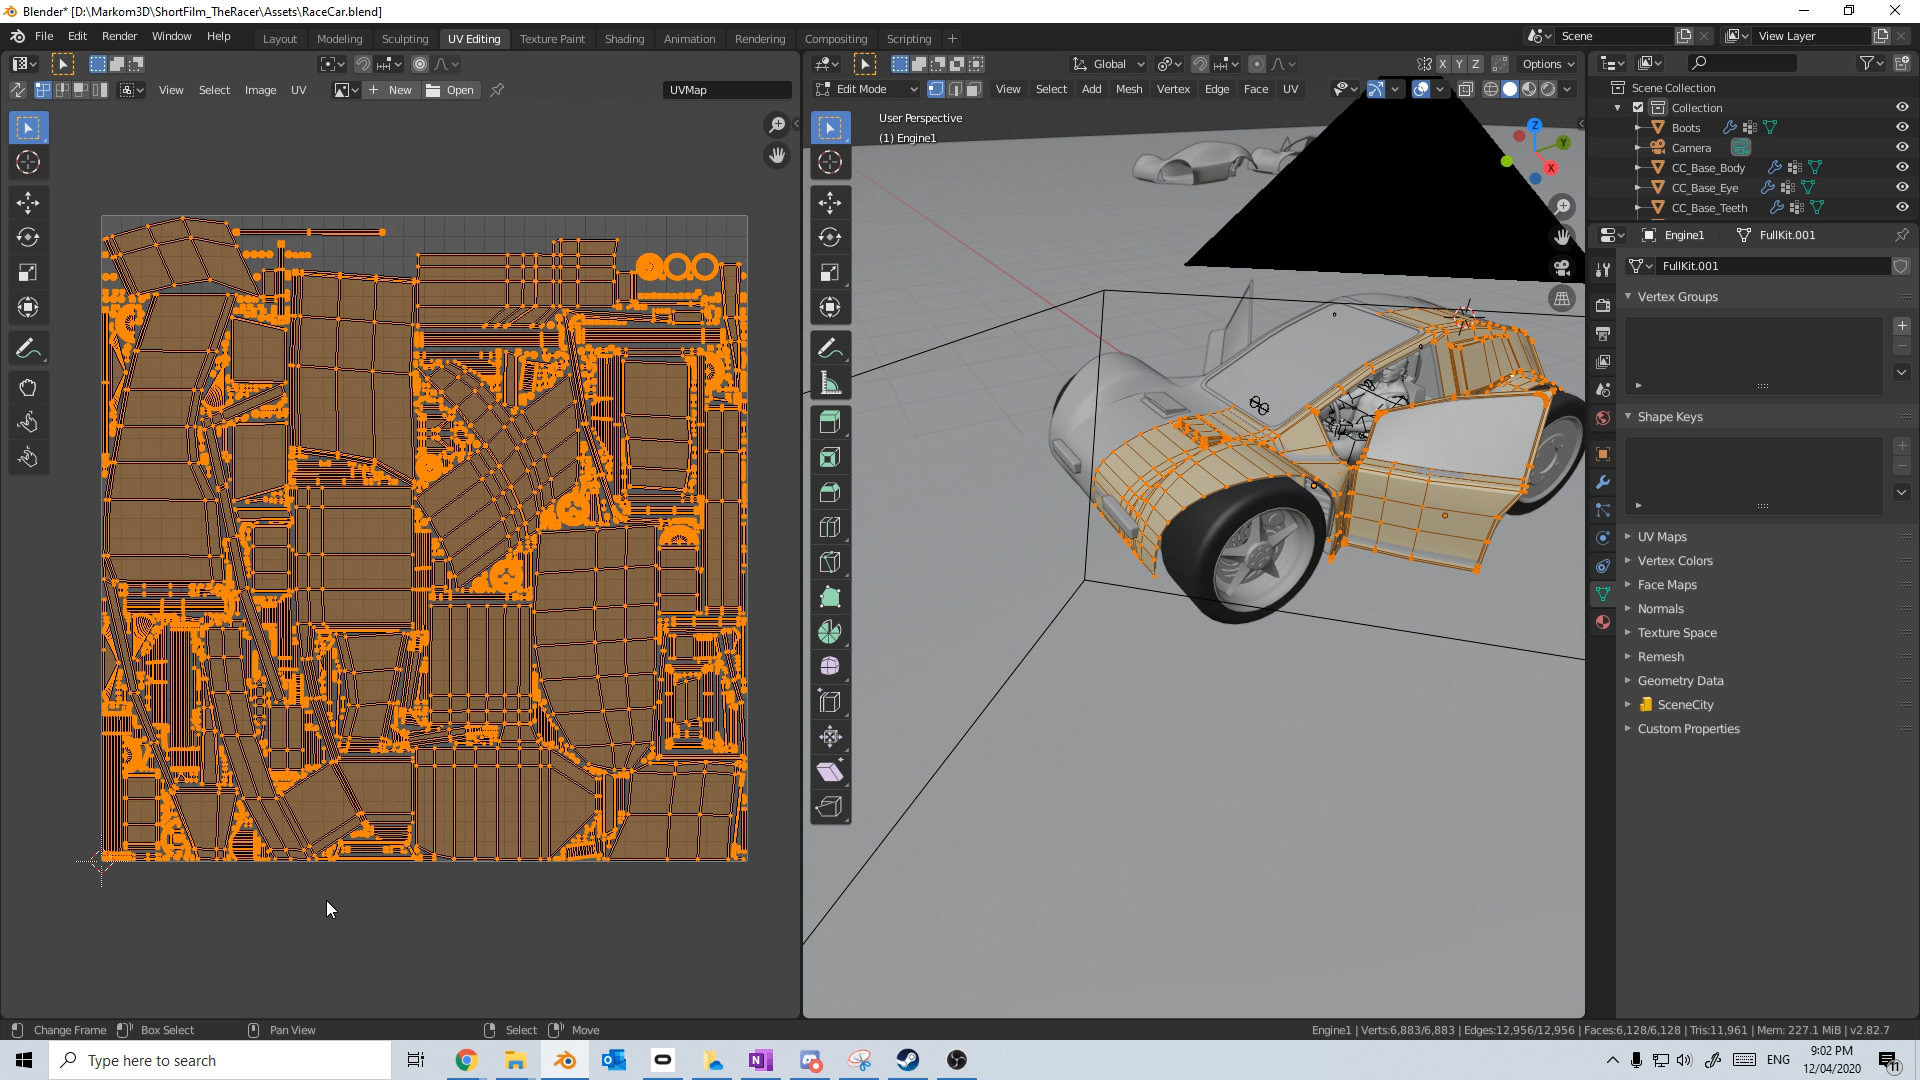 Blender* [D:\Markom3D\ShortFilm_TheRacer\Assets\RaceCar.blend]
File Edit Render Window Help
Layout Modeling Sculpting UV Editing Texture Paint Shading Animation Rendering Compositing Scripting
Scene
View Layer
Global
X Y Z
Options
View Select Image UV
New
Open
UVMap
Edit Mode
View Select Add Mesh Vertex Edge Face UV
User Perspective
(1) Engine1
Z
Y
X
Scene Collection
Collection
Boots
Camera
CC_Base_Body
CC_Base_Eye
CC_Base_Teeth
Engine1
FullKit.001
FullKit.001
Vertex Groups
Shape Keys
UV Maps
Vertex Colors
Face Maps
Normals
Texture Space
Remesh
Geometry Data
SceneCity
Custom Properties
Change Frame
Box Select
Pan View
Select
Move
Engine1 | Verts:6,883/6,883 | Edges:12,956/12,956 | Faces:6,128/6,128 | Tris:11,961 | Mem: 227.1 MiB | v2.82.7
Type here to search
ENG
9:02 PM
12/04/2020
11